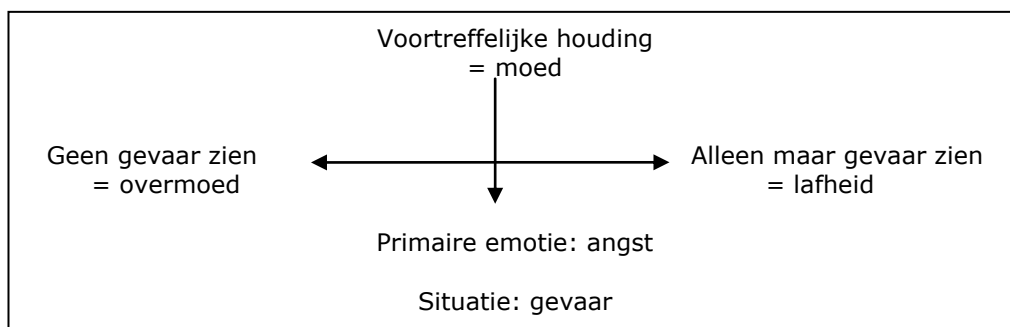 Voortreffelijke houding
= moed
Geen gevaar zien
= overmoed
Alleen maar gevaar zien
= lafheid
Primaire emotie: angst
Situatie: gevaar